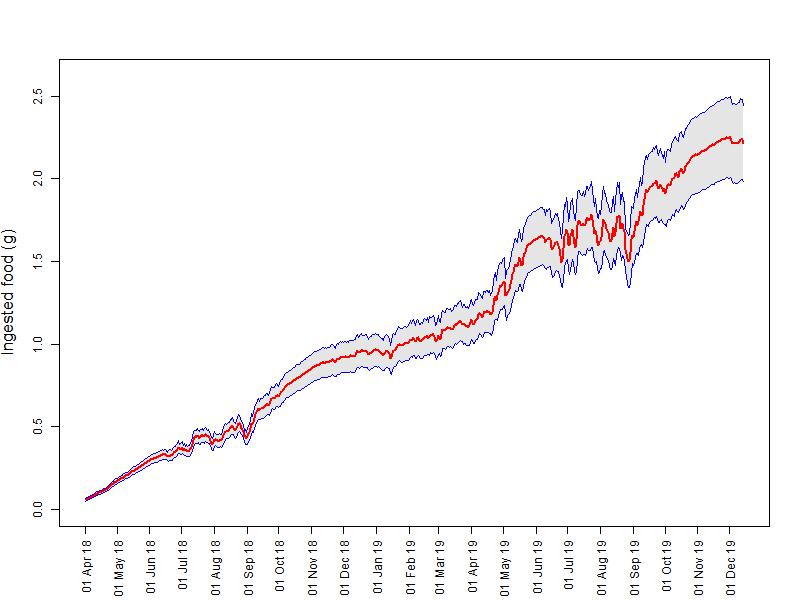 Ingested food (g)
2.5
2.0
1.5
1.0
0.5
0.0
01 Apr 18
01 May 18
01 Jun 18
01 Jul 18
01 Aug 18
01 Sep 18
01 Oct 18
01 Nov 18
01 Dec 18
01 Jan 19
01 Feb 19
01 Mar 19
01 Apr 19
01 May 19
01 Jun 19
01 Jul 19
01 Aug 19
01 Sep 19
01 Oct 19
01 Nov 19
01 Dec 19